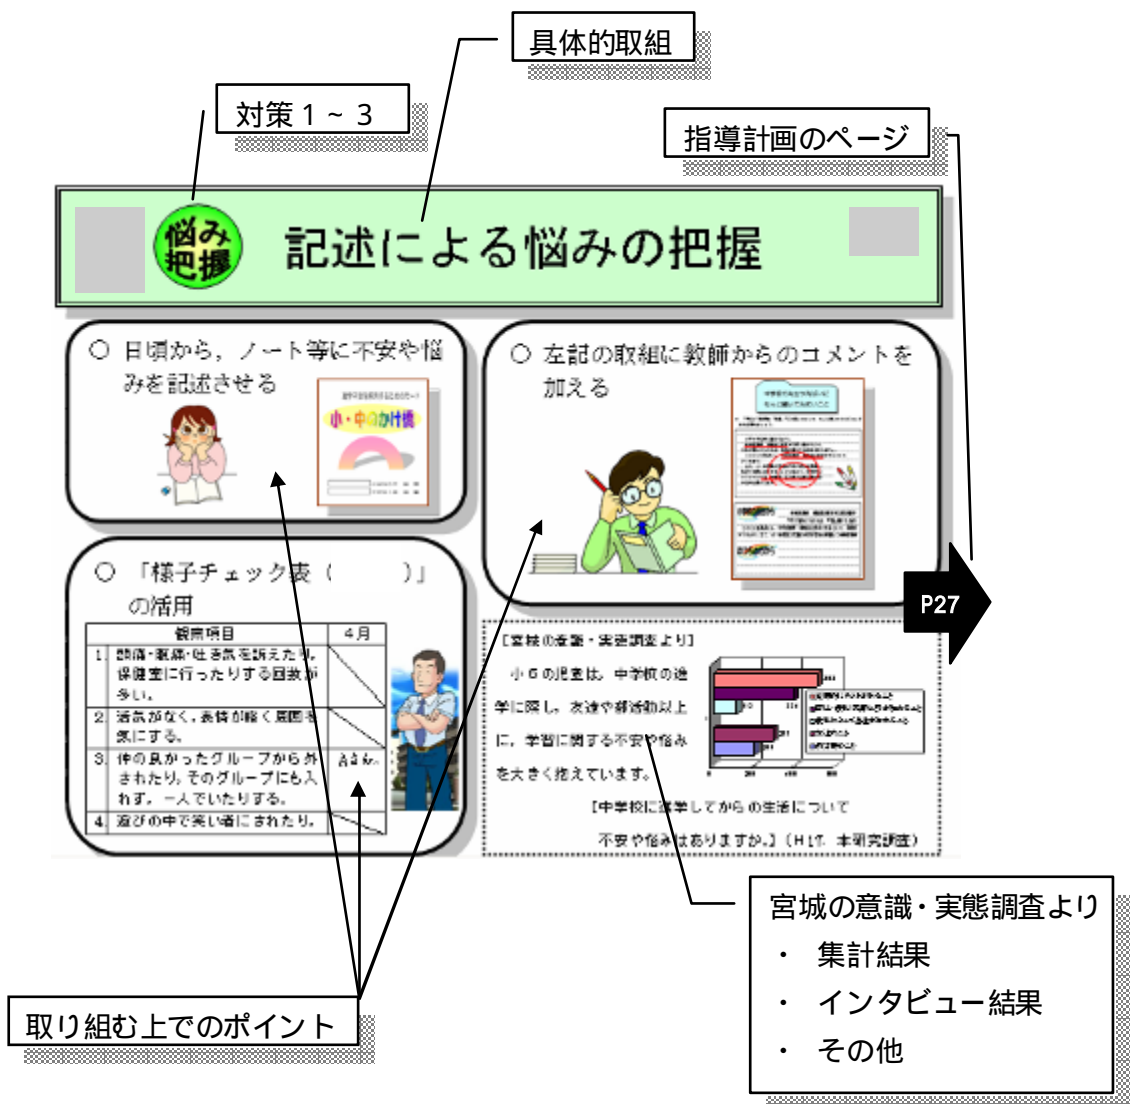 具体的取組
対策１～３
指導計画のページ
悩み
把握
記述による悩みの把握
○ 日頃から，ノート等に不安や悩
みを記述させる
小・中のかけ橋
○ 左記の取組に教師からのコメントを
加える
○ 「様子チェック表（　　）」
の活用
観察項目 4月
1. 頭痛・腹痛・吐き気を訴えたり，
保健室に行ったりする回数が
多い。
2 活気がなく，表情が暗く周囲を
気にする。
3. 仲の良かったグループから外
されたり，そのグループにも入
れず，一人でいたりする。
4. 遊びの中で笑い者にされたり，
P27
［宮城の意識・実態調査より］
小６の児童は，中学校の進
学に際し，友達や部活動以上
に，学習に関する不安や悩み
を大きく抱えています。
［中学校に進学してからの生活について
不安や悩みはありますか。］（H17. 本研究調査）
宮城の意識・実態調査より
・ 集計結果
・ インタビュー結果
・ その他
取り組む上でのポイント